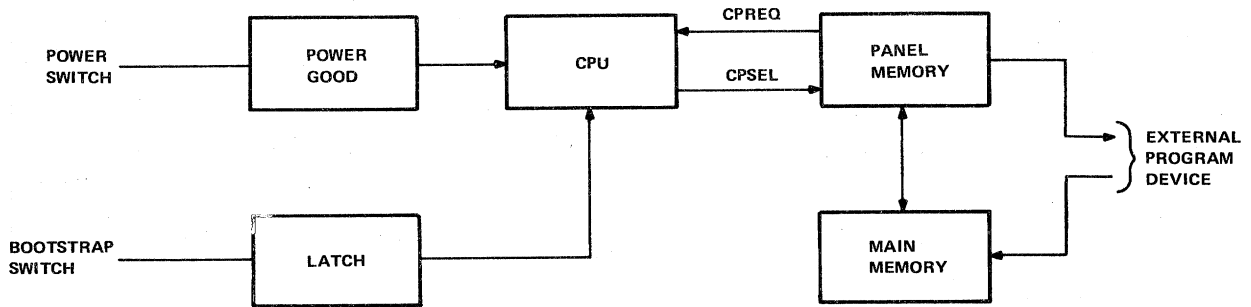 POWER
SWITCH
POWER
GOOD
CPU
CPREQ
CPSEL
PANEL
MEMORY
EXTERNAL
PROGRAM
DEVICE
BOOTSTRAP
SWITCH
LATCH
MAIN
MEMORY